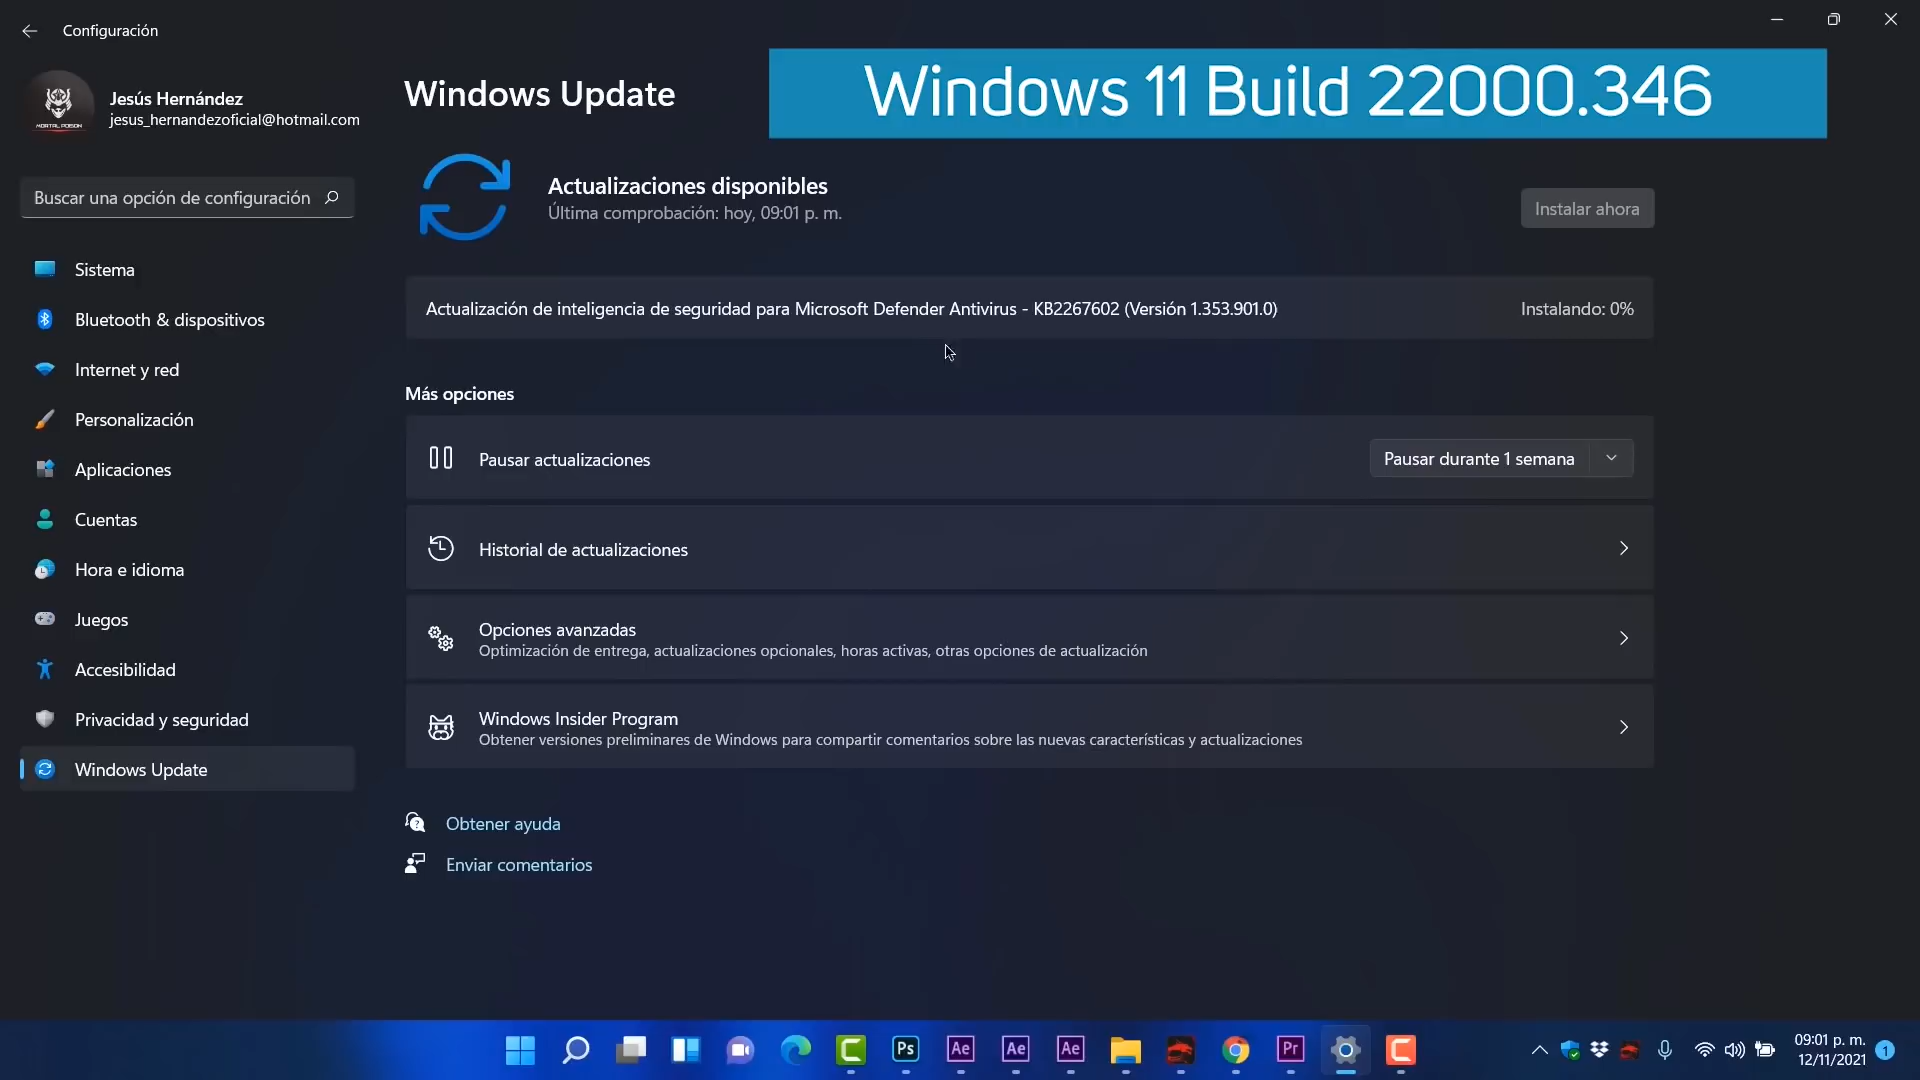 Configuración
Jesús Hernández
jesus_hernandezoficial@hotmail.com
Buscar una opción de configuración
Sistema
Bluetooth & dispositivos
Internet y red
Personalización
Aplicaciones
Cuentas
Hora e idioma
Juegos
Accesibilidad
Privacidad y seguridad
Windows Update
Windows Update
Windows 11 Build 22000.346
Actualizaciones disponibles
Última comprobación: hoy, 09:01 p. m.
Instalar ahora
Actualización de inteligencia de seguridad para Microsoft Defender Antivirus - KB2267602 (Versión 1.353.901.0)
Instalando: 0%
Más opciones
Pausar actualizaciones
Pausar durante 1 semana
Historial de actualizaciones
Opciones avanzadas
Optimización de entrega, actualizaciones opcionales, horas activas, otras opciones de actualización
Windows Insider Program
Obtener versiones preliminares de Windows para compartir comentarios sobre las nuevas características y actualizaciones
Obtener ayuda
Enviar comentarios
Ps
Ae
Ae
Ae
Pr
09:01 p. m.
12/11/2021
1